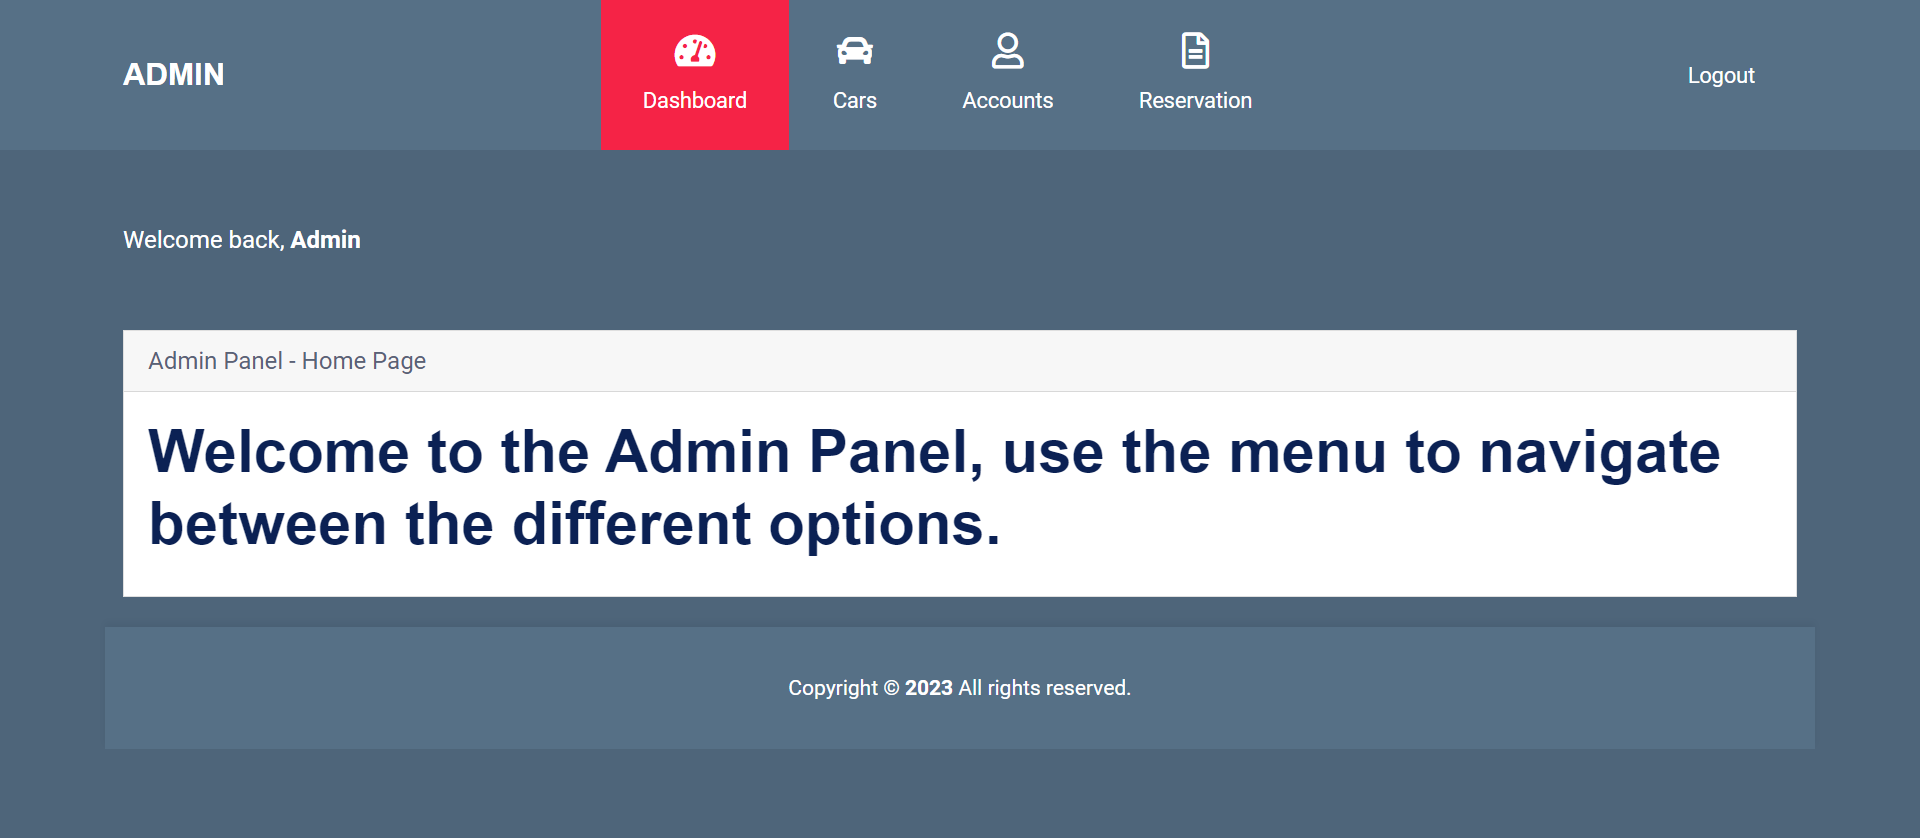 ADMIN
Dashboard
Cars
Accounts
Reservation
Logout
Welcome back, Admin
Admin Panel - Home Page
Welcome to the Admin Panel, use the menu to navigate
between the different options.
Copyright © 2023 All rights reserved.